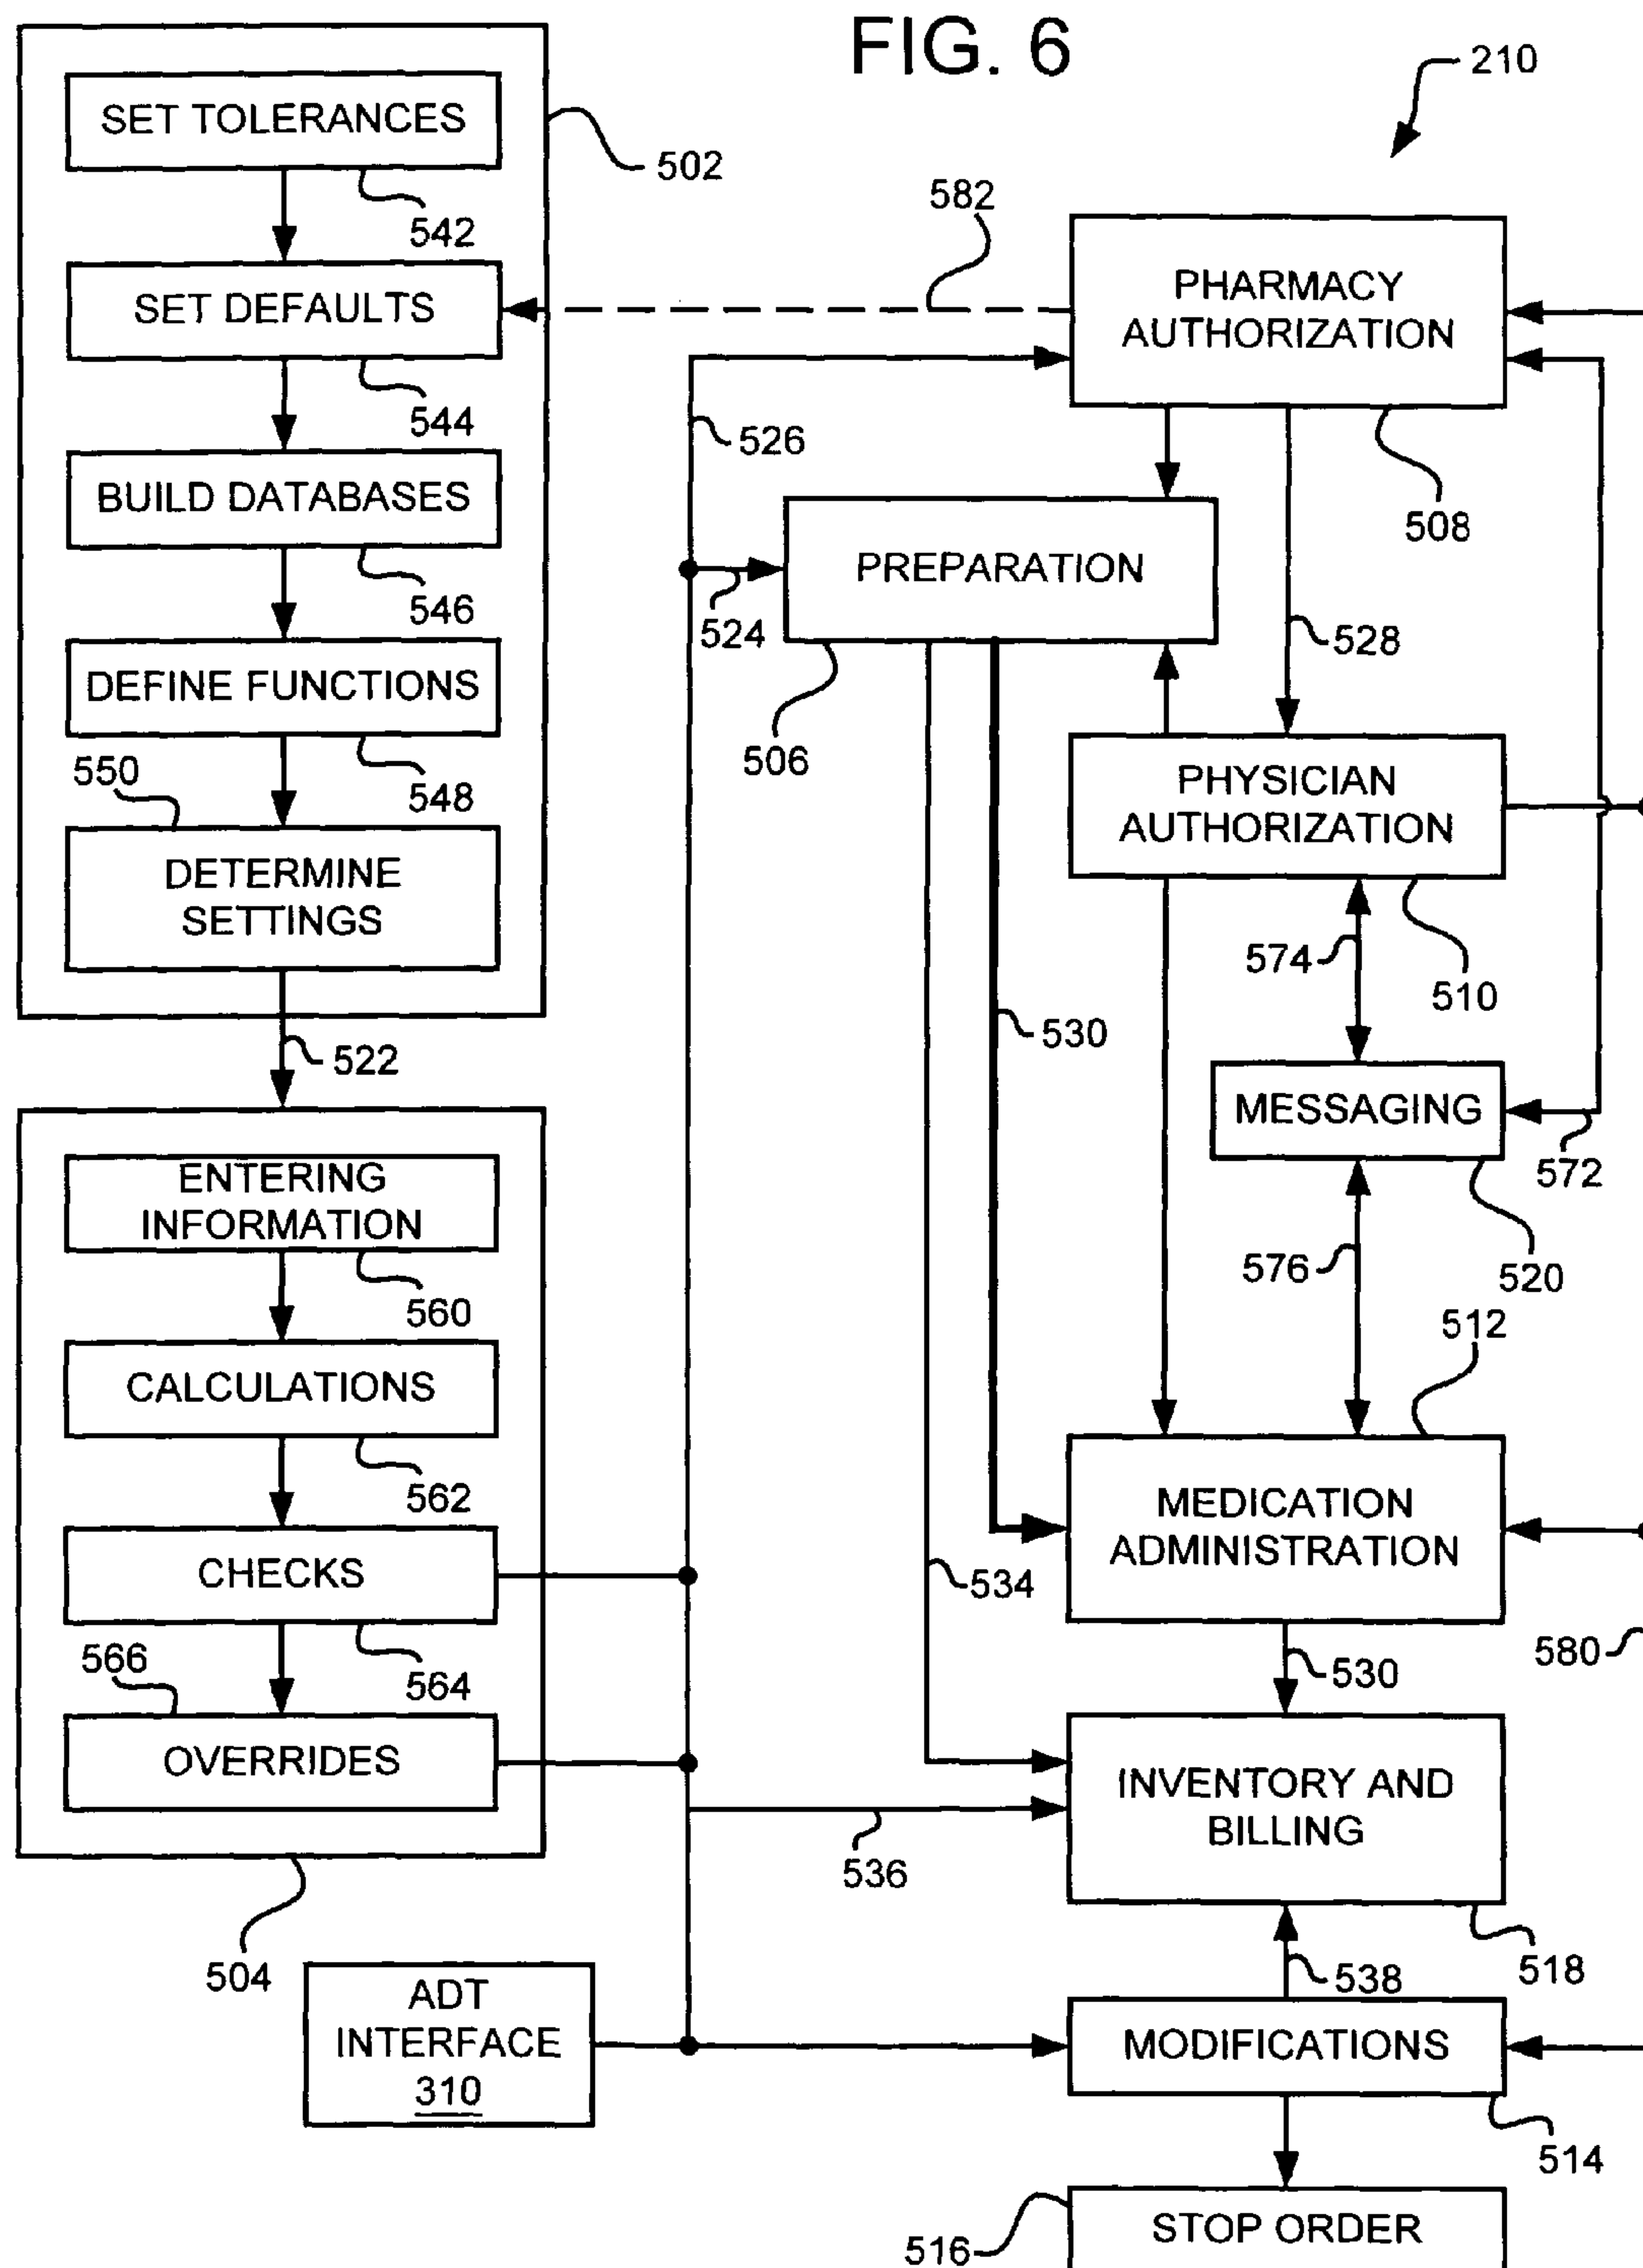 FIG. 6
210
SET TOLERANCES
502
542
582
SET DEFAULTS
544
PHARMACY
AUTHORIZATION
526
508
BUILD DATABASES
546
PREPARATION
524
528
506
DEFINE FUNCTIONS
548
550
PHYSICIAN
AUTHORIZATION
DETERMINE
SETTINGS
574
510
530
522
MESSAGING
572
ENTERING
INFORMATION
560
576
520
512
CALCULATIONS
562
MEDICATION
ADMINISTRATION
CHECKS
534
564
566
530
580
OVERRIDES
INVENTORY AND
BILLING
536
504
518
538
ADT
INTERFACE
310
MODIFICATIONS
514
STOP ORDER
516